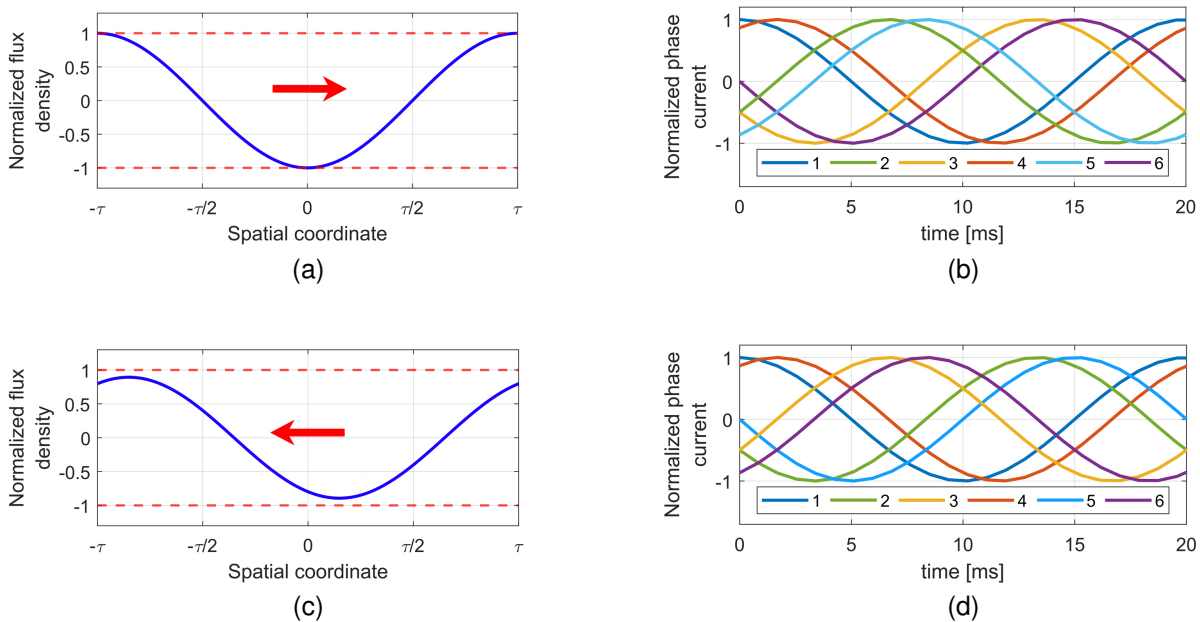 Normalized flux
density
1
0.5
0
-0.5
-1
-τ
-τ/2
0
τ/2
τ
Spatial coordinate
(a)
Normalized phase
current
1
0
-1
1 2 3 4 5 6
0
5
10
15
20
time [ms]
(b)
Normalized flux
density
1
0.5
0
-0.5
-1
-τ
-τ/2
0
τ/2
τ
Spatial coordinate
(c)
Normalized phase
current
1
0
-1
1 2 3 4 5 6
0
5
10
15
20
time [ms]
(d)